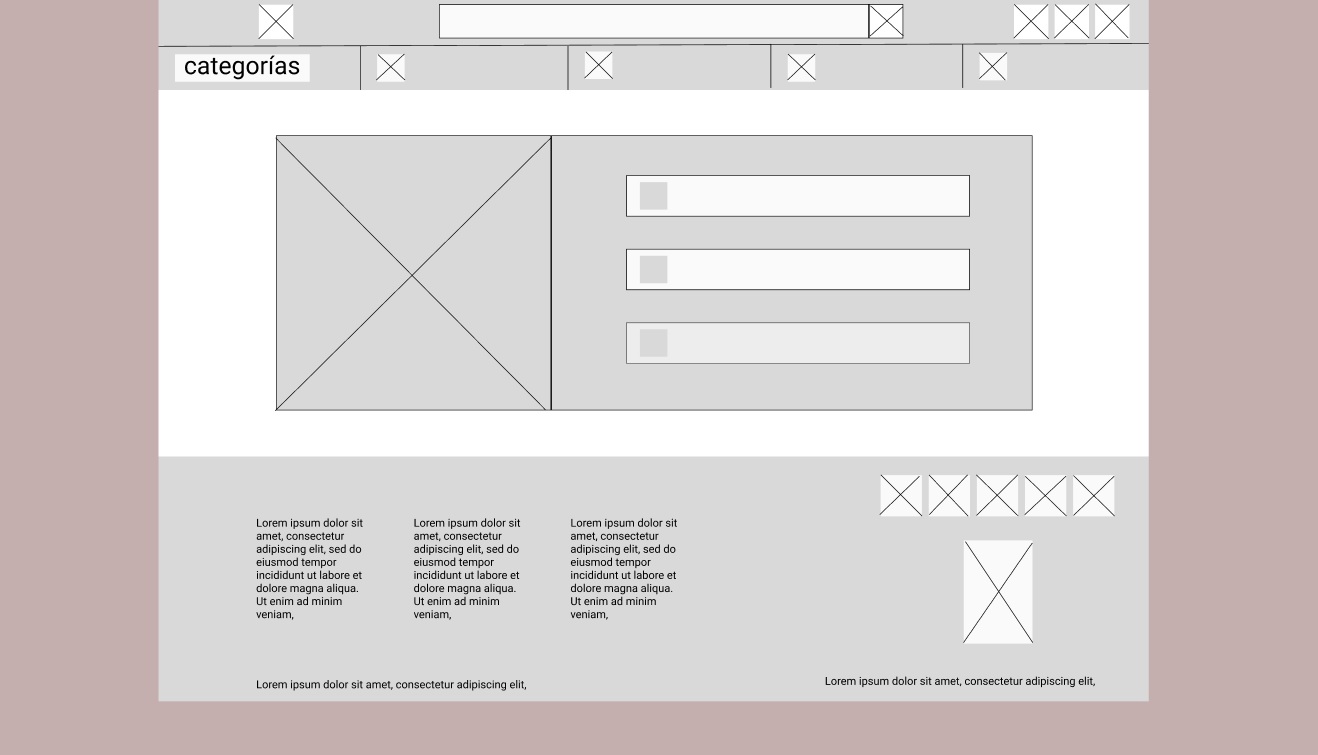 categorías
Lorem ipsum dolor sit
amet, consectetur
adipiscing elit, sed do
eiusmod tempor
incididunt ut labore et
dolore magna aliqua.
Ut enim ad minim
veniam,
Lorem ipsum dolor sit
amet, consectetur
adipiscing elit, sed do
eiusmod tempor
incididunt ut labore et
dolore magna aliqua.
Ut enim ad minim
veniam,
Lorem ipsum dolor sit
amet, consectetur
adipiscing elit, sed do
eiusmod tempor
incididunt ut labore et
dolore magna aliqua.
Ut enim ad minim
veniam,
Lorem ipsum dolor sit amet, consectetur adipiscing elit,
Lorem ipsum dolor sit amet, consectetur adipiscing elit,